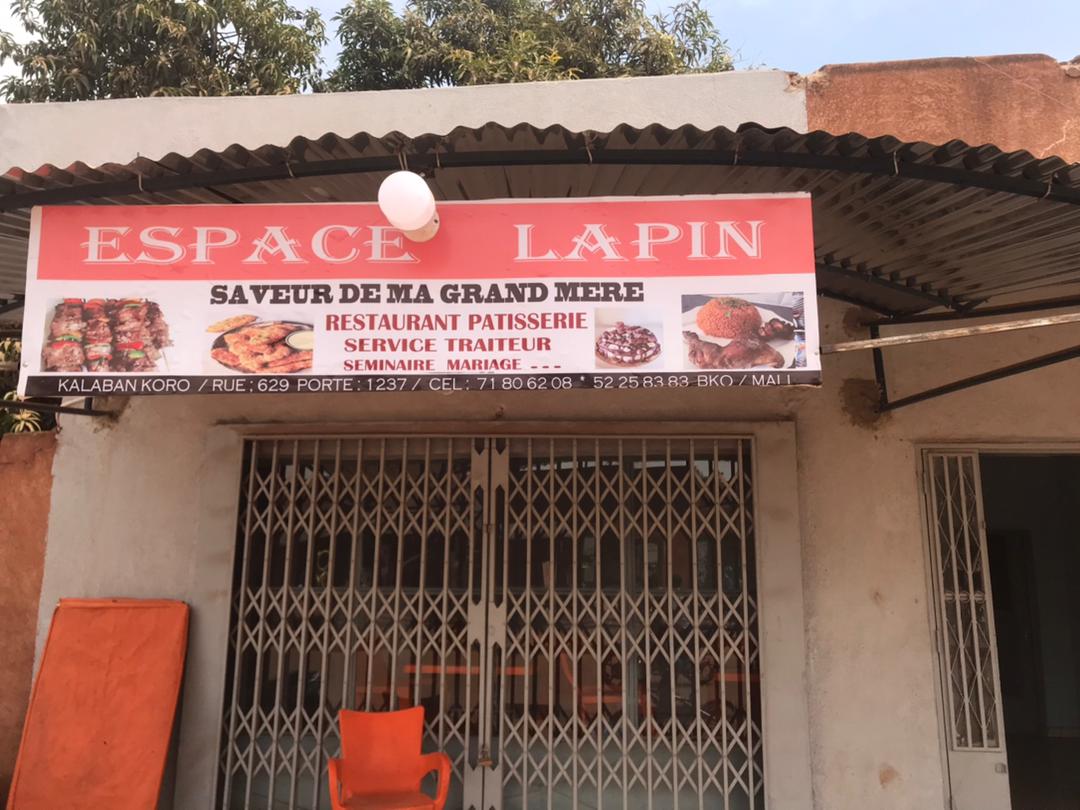 ESPACE LAPIN
SAVEUR DE MA GRAND MERE
RESTAURANT PATISSERIE
SERVICE TRAITEUR
SEMINAIRE MARIAGE - - -
KALABAN KORO / RUE ; 629 PORTE : 1237 / CEL ; 71 80 62 08 * 52 25 83 83 BKO / MALI